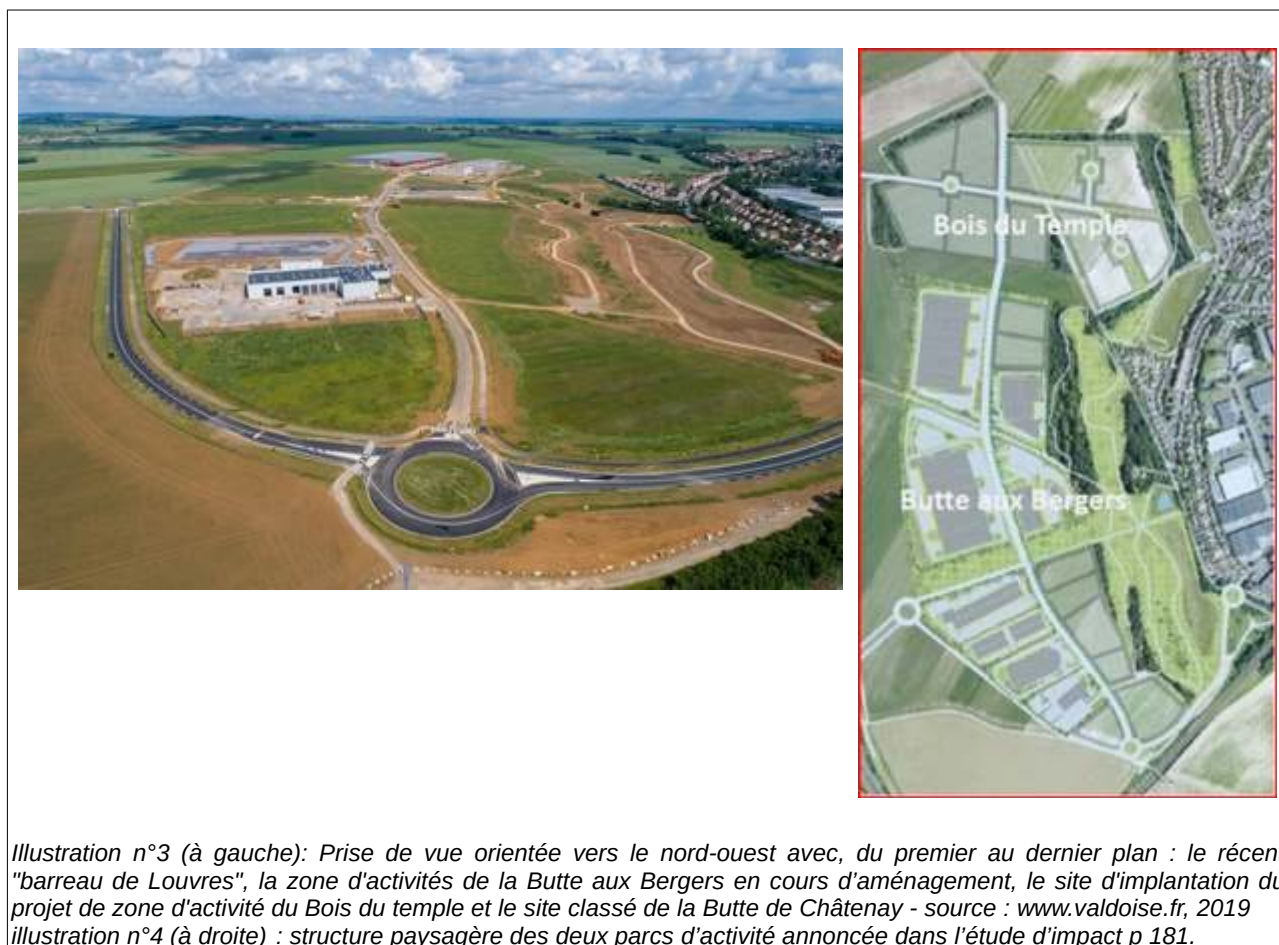 Bois du Temple
Butte aux Bergers
Illustration n°3 (à gauche): Prise de vue orientée vers le nord-ouest avec, du premier au dernier plan : le récen
"barreau de Louvres", la zone d'activités de la Butte aux Bergers en cours d’aménagement, le site d'implantation du
projet de zone d'activité du Bois du temple et le site classé de la Butte de Châtenay - source : www.valdoise.fr, 2019
illustration n°4 (à droite) : structure paysagère des deux parcs d’activité annoncée dans l’étude d’impact p 181.